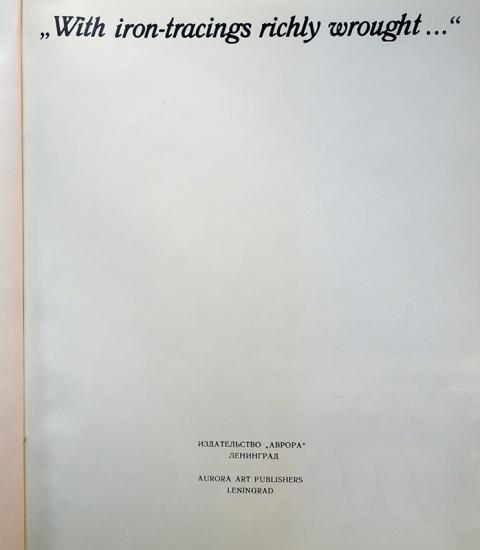 „With iron-tracings richly wrought...“
ИЗДАТЕЛЬСТВО „АВРОРА“
ЛЕНИНГРАД
AURORA ART PUBLISHERS
LENINGRAD